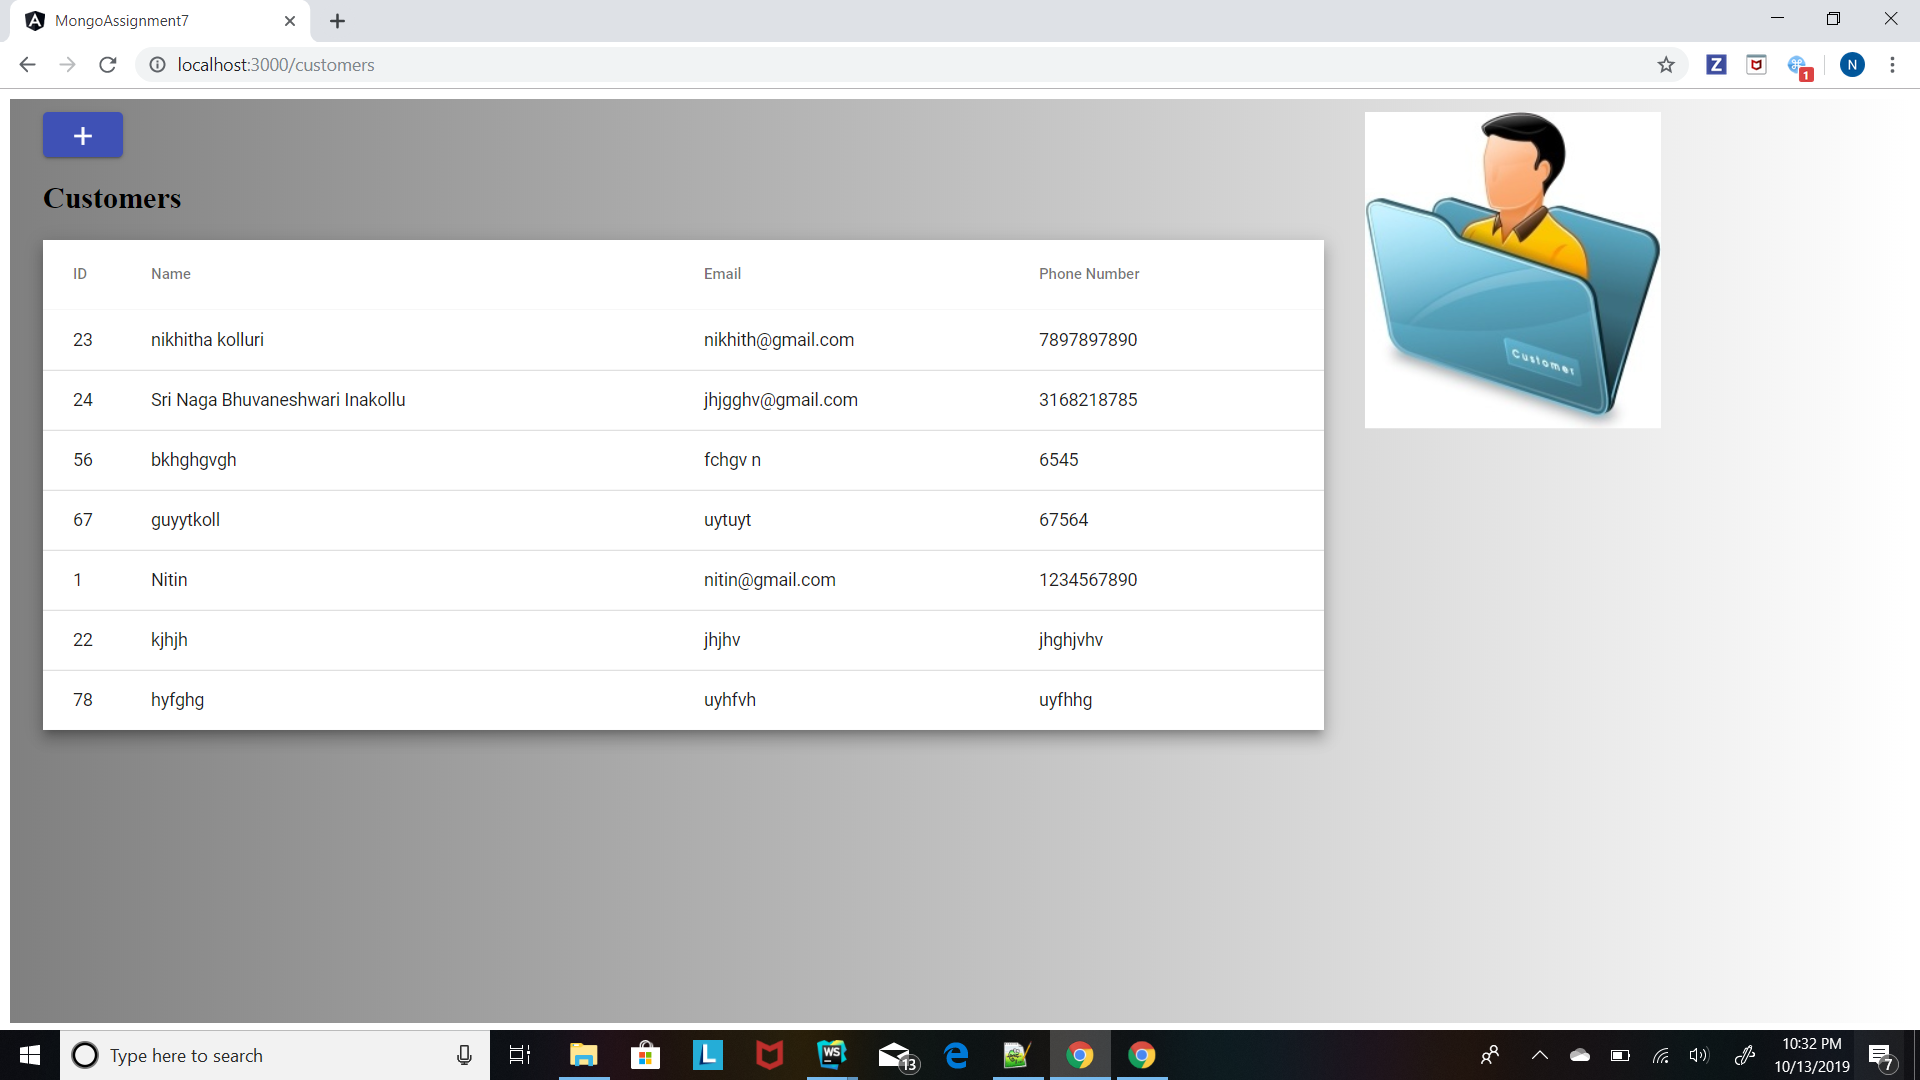 MongoAssignment7
localhost:3000/customers
Z
1
N
+
Customers
ID Name Email Phone Number
23 nikhitha kolluri nikhith@gmail.com 7897897890
24 Sri Naga Bhuvaneshwari Inakollu jhjgghv@gmail.com 3168218785
56 bkhghgvgh fchgv n 6545
67 guyytkoll uytuyt 67564
1 Nitin nitin@gmail.com 1234567890
22 kjhjh jhjhv jhghjvhv
78 hyfghg uyhfvh uyfhhg
Customer
Type here to search
L
WS
13
10:32 PM
10/13/2019
7